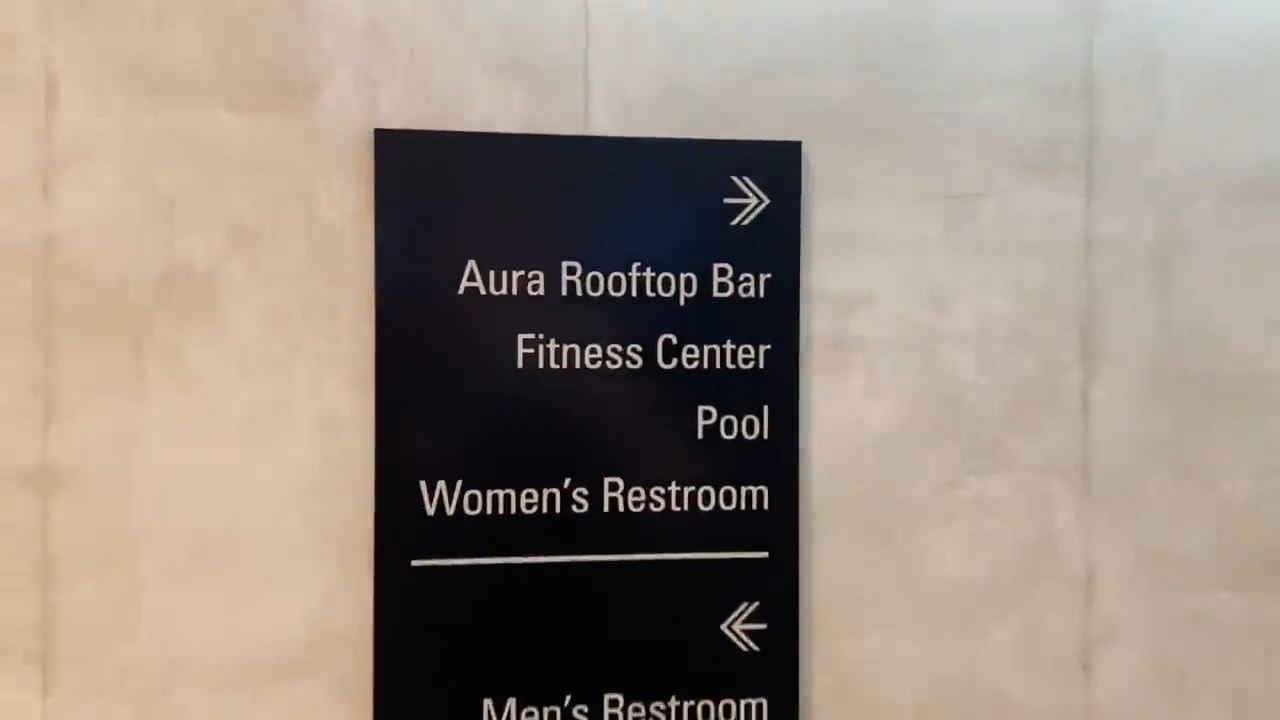 Aura Rooftop Bar
Fitness Center
Pool
Women’s Restroom
Men’s Restroom